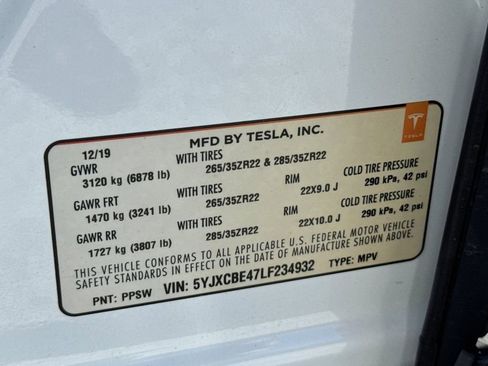 MFD BY TESLA, INC.
TESLA
12/19
GVWR WITH TIRES
3120 kg (6878 lb) 265/35ZR22 & 285/35ZR22
GAWR FRT WITH TIRES RIM COLD TIRE PRESSURE
1470 kg (3241 lb) 265/35ZR22 22X9.0 J 290 kPa, 42 psi
GAWR RR WITH TIRES RIM COLD TIRE PRESSURE
1727 kg (3807 lb) 285/35ZR22 22X10.0 J 290 kPa, 42 psi
THIS VEHICLE CONFORMS TO ALL APPLICABLE U.S. FEDERAL MOTOR VEHICLE
SAFETY STANDARDS IN EFFECT ON THE DATE OF MANUFACTURE SHOWN ABOVE.
PNT: PPSW VIN: 5YJXCBE47LF234932 TYPE: MPV